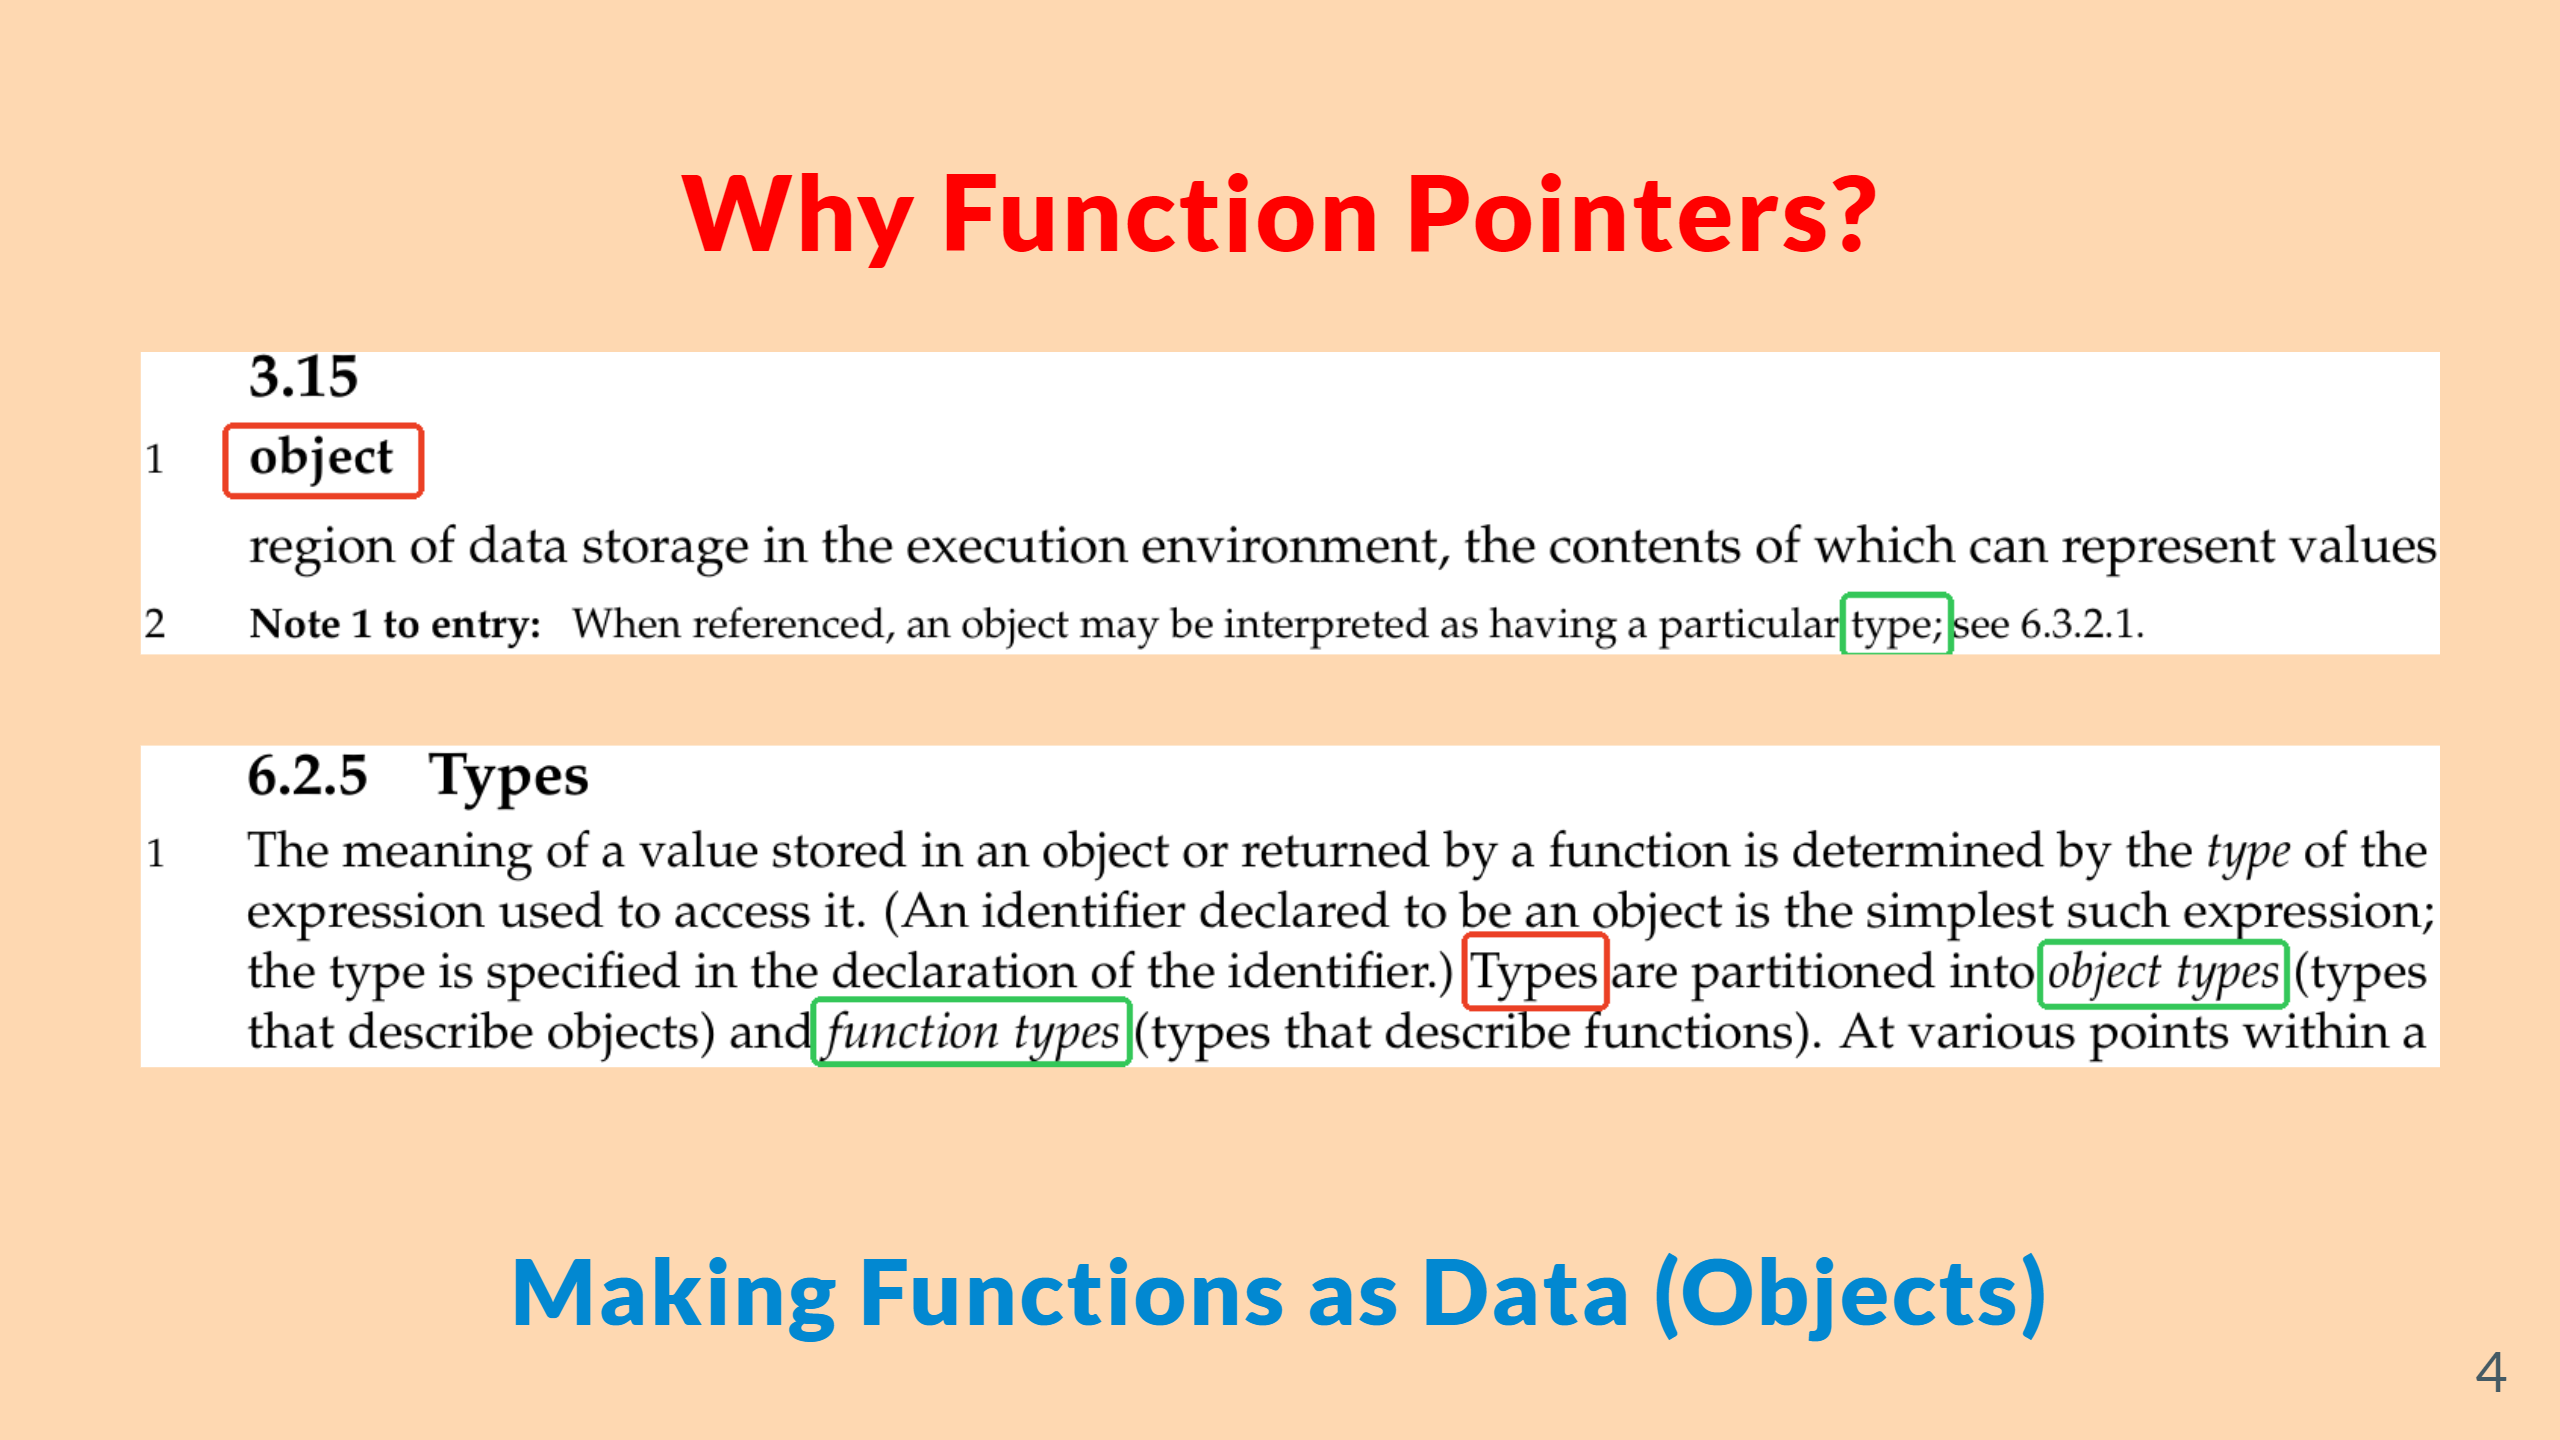 Why Function Pointers?
3.15
1 object
region of data storage in the execution environment, the contents of which can represent values
2 Note 1 to entry: When referenced, an object may be interpreted as having a particular type; see 6.3.2.1.
6.2.5 Types
1 The meaning of a value stored in an object or returned by a function is determined by the type of the
expression used to access it. (An identifier declared to be an object is the simplest such expression;
the type is specified in the declaration of the identifier.) Types are partitioned into object types (types
that describe objects) and function types (types that describe functions). At various points within a
Making Functions as Data (Objects)
4